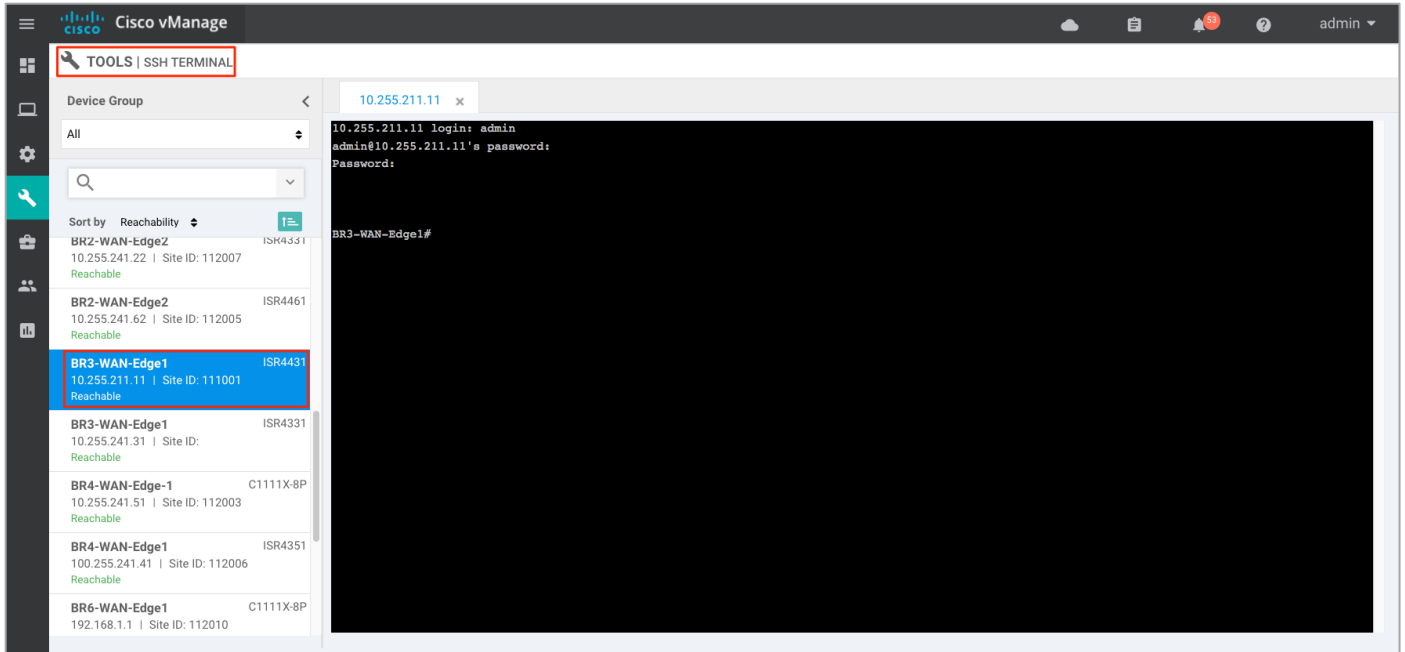 cisco Cisco vManage 53 admin
TOOLS | SSH TERMINAL
Device Group
All
Sort by Reachability
BR2-WAN-Edge2 ISR4331
10.255.241.22 | Site ID: 112007
Reachable
BR2-WAN-Edge2 ISR4461
10.255.241.62 | Site ID: 112005
Reachable
BR3-WAN-Edge1 ISR4431
10.255.211.11 | Site ID: 111001
Reachable
BR3-WAN-Edge1 ISR4331
10.255.241.31 | Site ID:
Reachable
BR4-WAN-Edge-1 C1111X-8P
10.255.241.51 | Site ID: 112003
Reachable
BR4-WAN-Edge1 ISR4351
100.255.241.41 | Site ID: 112006
Reachable
BR6-WAN-Edge1 C1111X-8P
192.168.1.1 | Site ID: 112010
10.255.211.11 x
10.255.211.11 login: admin
admin@10.255.211.11's password:
Password:
BR3-WAN-Edge1#